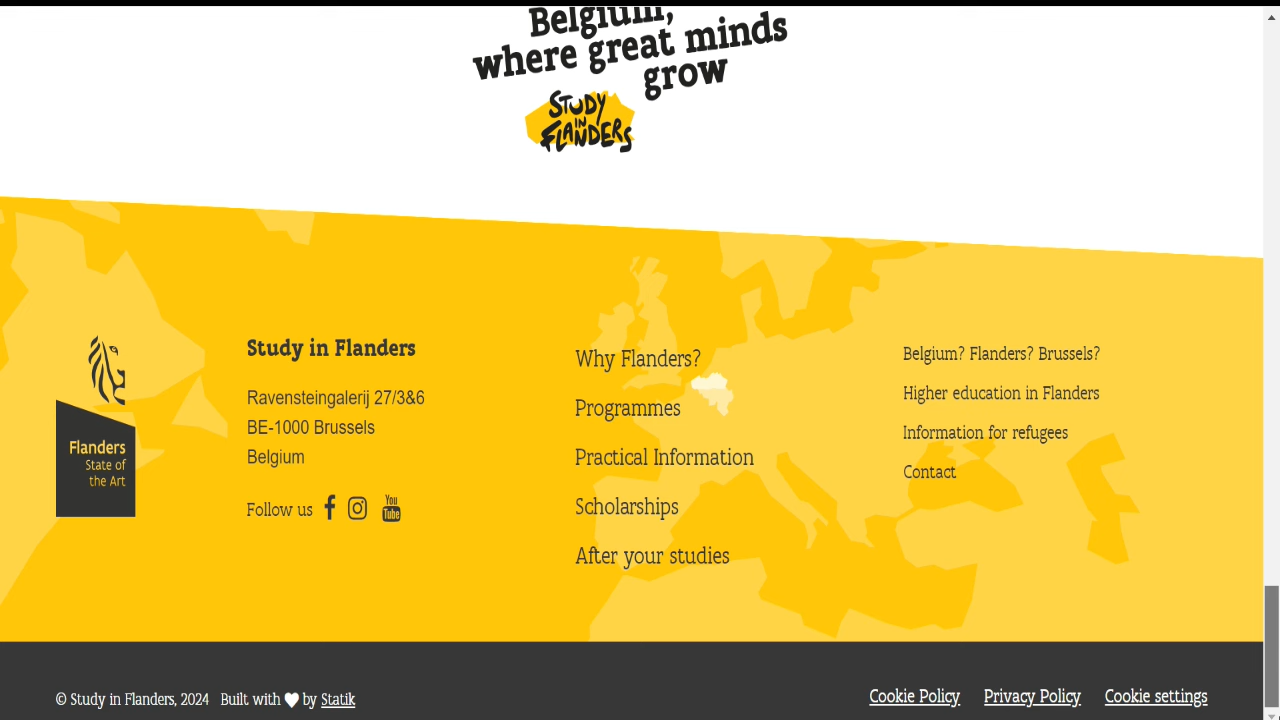 Belgium,
where great minds
grow
STUDY
IN
FLANDERS
Flanders
State of
the Art
Study in Flanders
Ravensteingalerij 27/3&6
BE-1000 Brussels
Belgium
Follow us
You
Tube
Why Flanders?
Programmes
Practical Information
Scholarships
After your studies
Belgium? Flanders? Brussels?
Higher education in Flanders
Information for refugees
Contact
© Study in Flanders, 2024 Built with by Statik
Cookie Policy Privacy Policy Cookie settings